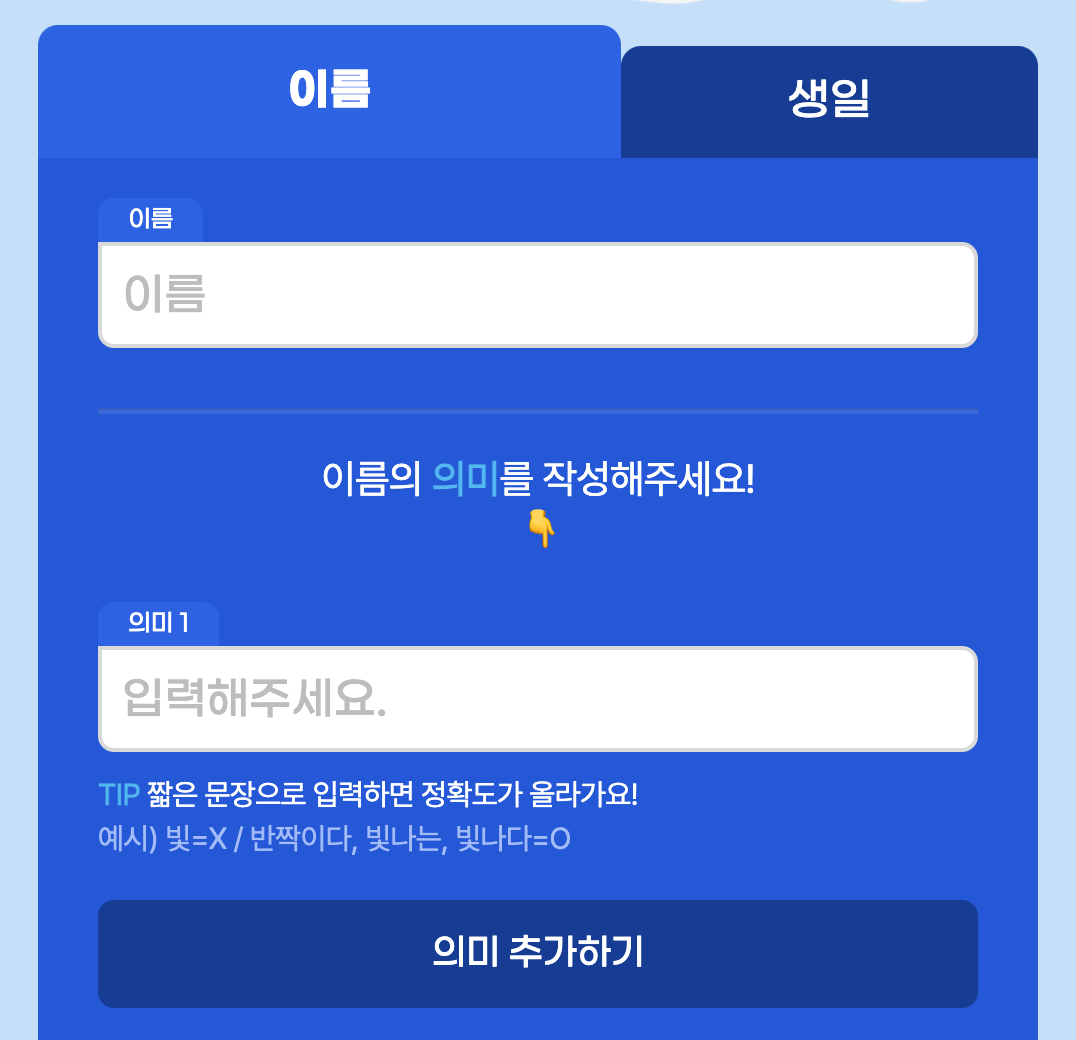 이름
생일
이름
이름
이름의 의미를 작성해주세요!
👇
의미 1
입력해주세요.
TIP 짧은 문장으로 입력하면 정확도가 올라가요!
예시) 빛=X / 반짝이다, 빛나는, 빛나다=O
의미 추가하기